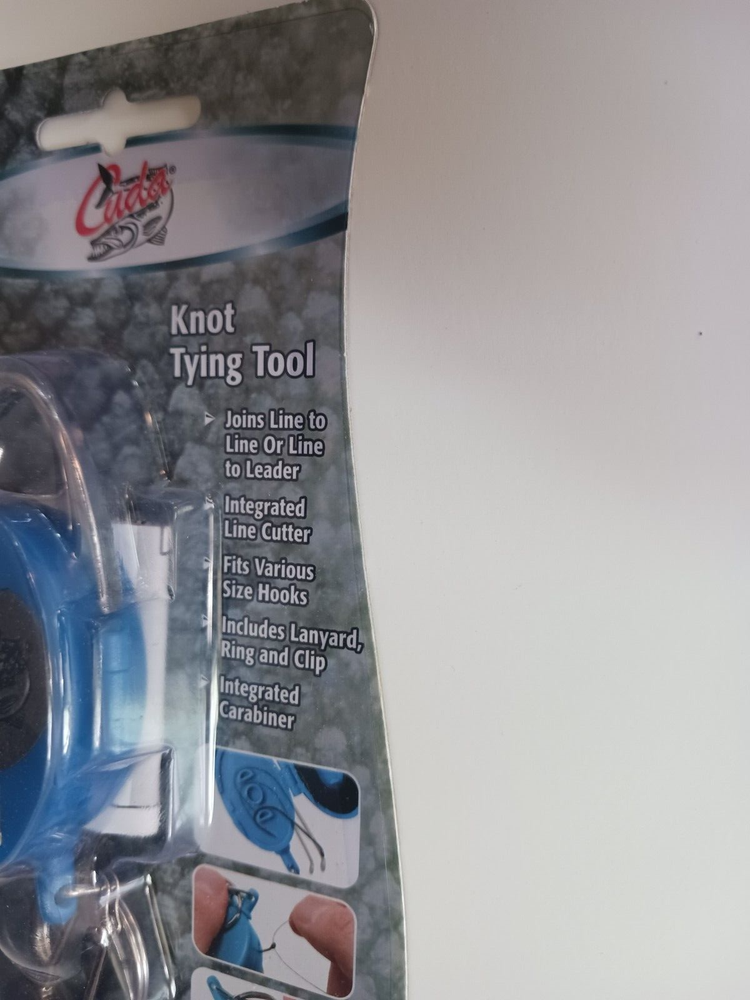 Cuda®
Knot
Tying Tool
Joins Line to
Line Or Line
to Leader
Integrated
Line Cutter
Fits Various
Size Hooks
Includes Lanyard,
Ring and Clip
Integrated
Carabiner